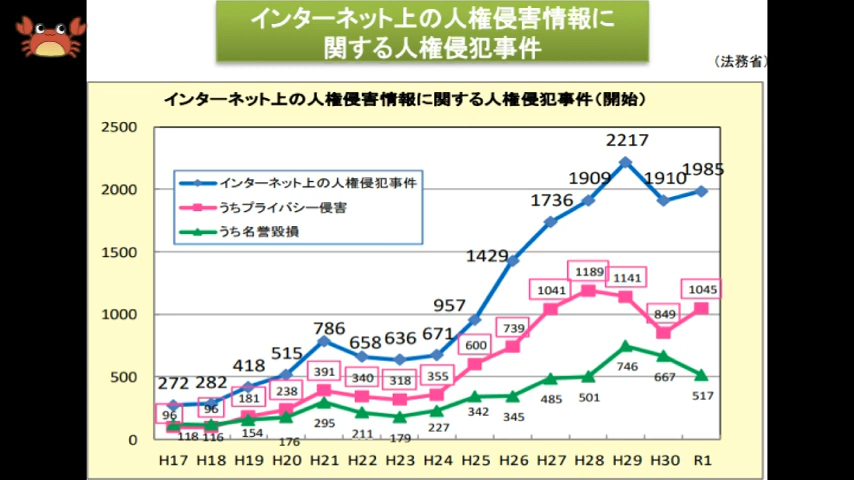 インターネット上の人権侵害情報に
関する人権侵犯事件
(法務省)
インターネット上の人権侵害情報に関する人権侵犯事件(開始)
2500
2000
1500
1000
500
0
インターネット上の人権侵犯事件
うちプライバシー侵害
うち名誉毀損
272 282 418 515 786 658 636 671 957 1429 1736 1909 2217 1910 1985
96 96 181 238 391 340 318 355 600 739 1041 1189 1141 849 1045
118 116 154 176 295 211 179 227 342 345 485 501 746 667 517
H17 H18 H19 H20 H21 H22 H23 H24 H25 H26 H27 H28 H29 H30 R1